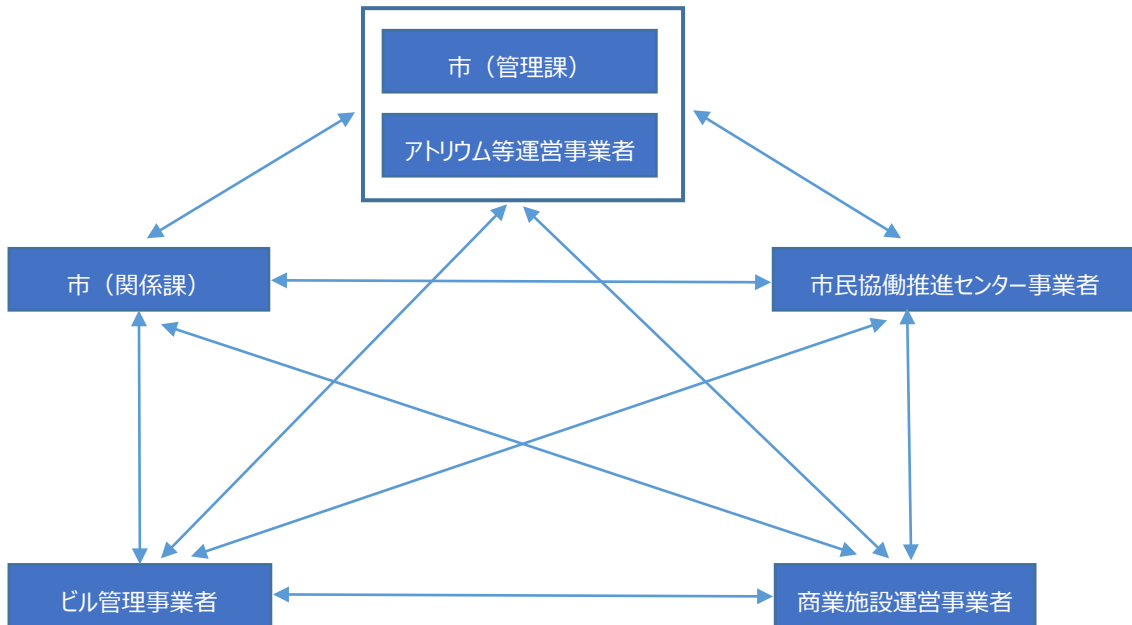 市（管理課）
アトリウム等運営事業者
市（関係課）
市民協働推進センター事業者
ビル管理事業者
商業施設運営事業者